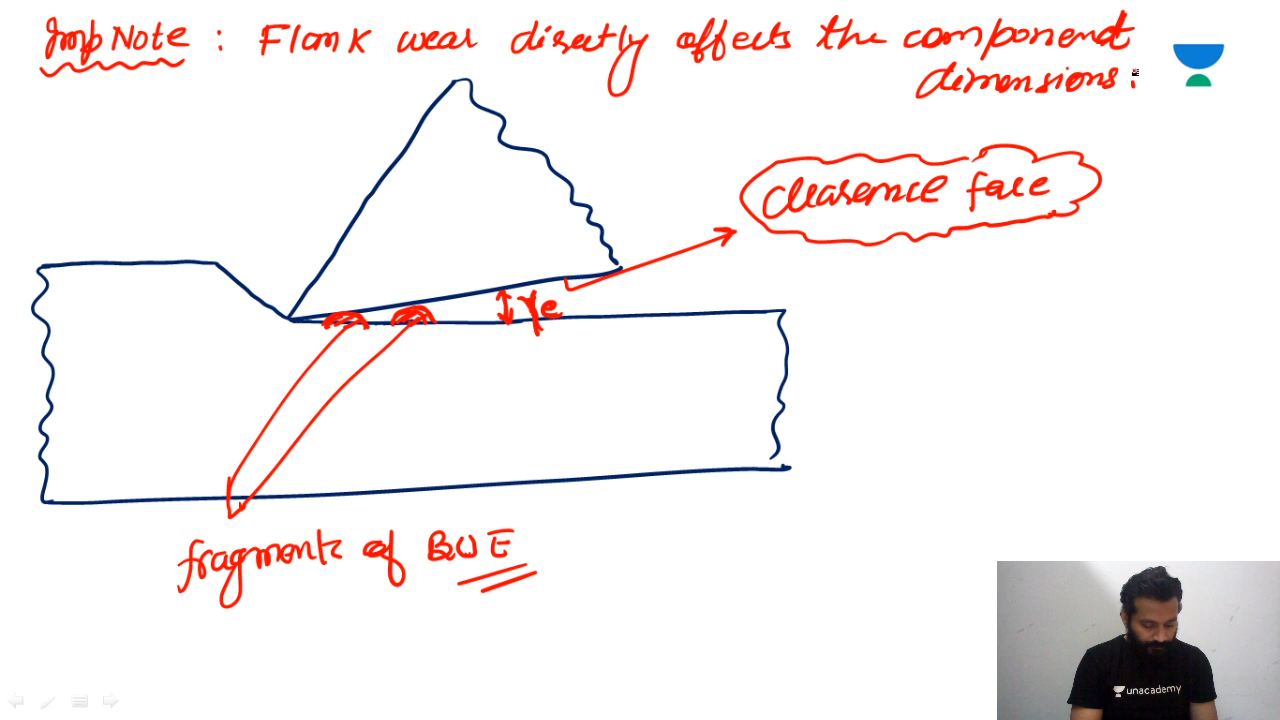 Imp Note : Flank wear directly affects the component
dimensions :
clearence face
γe
fragments of BUE
unacademy